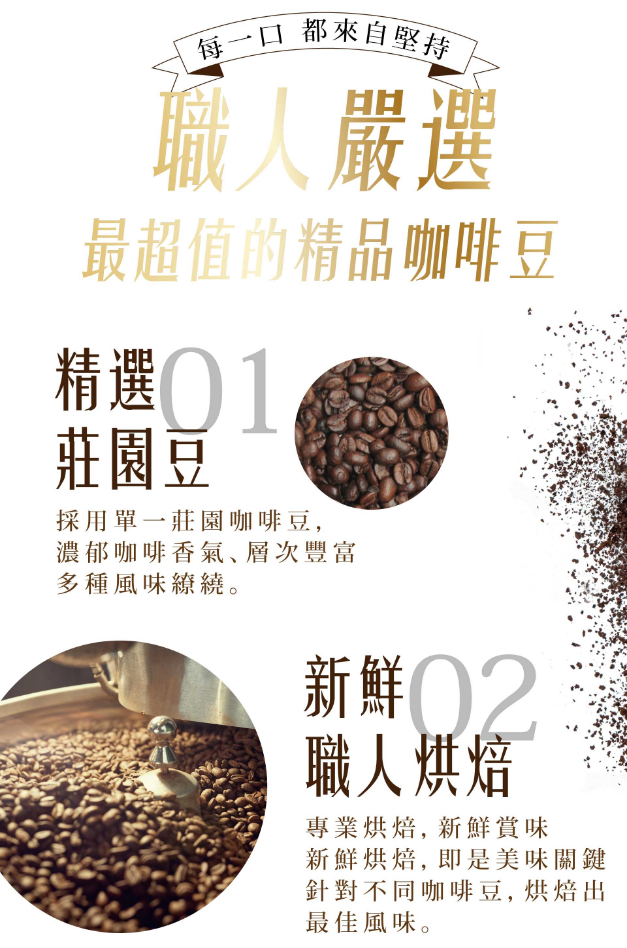 每一口 都來自堅持
職人嚴選
最超值的精品咖啡豆
01
精選
莊園豆
採用單一莊園咖啡豆,
濃郁咖啡香氣、層次豐富
多種風味繚繞。
02
新鮮
職人烘焙
專業烘焙, 新鮮賞味
新鮮烘焙, 即是美味關鍵
針對不同咖啡豆, 烘焙出
最佳風味。